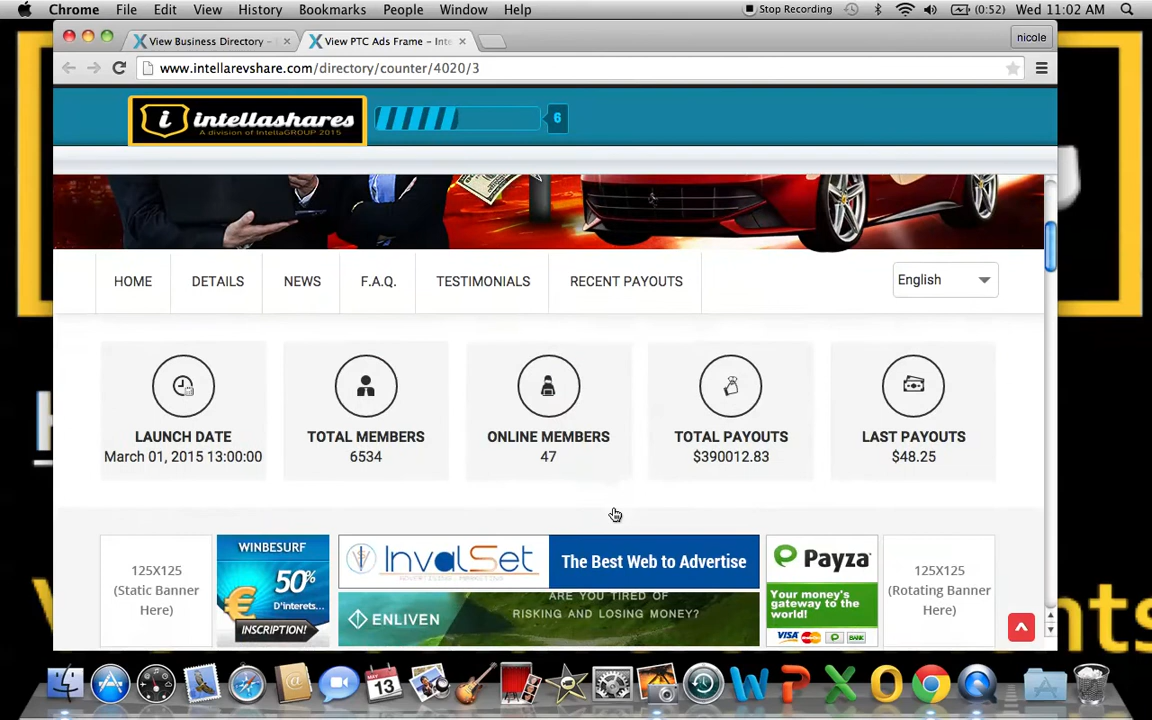 Chrome File Edit View History Bookmarks People Window Help Stop Recording (0:52) Wed 11:02 AM
View Business Directory - View PTC Ads Frame - Inte nicole
www.intellarevshare.com/directory/counter/4020/3
i intellashares 6
A division of IntellaGROUP 2015
HOME DETAILS NEWS F.A.Q. TESTIMONIALS RECENT PAYOUTS English
LAUNCH DATE TOTAL MEMBERS ONLINE MEMBERS TOTAL PAYOUTS LAST PAYOUTS
March 01, 2015 13:00:00 6534 47 $390012.83 $48.25
125X125
(Static Banner
Here)
WINBESURF
50%
D'interets...
INSCRIPTION!
InvalSet
ADVERTISING - MARKETING
The Best Web to Advertise
ENLIVEN
ARE YOU TIRED OF
RISKING AND LOSING MONEY?
Payza
Your money's
gateway to the
world!
VISA BANK
125X125
(Rotating Banner
Here)
MAY
13